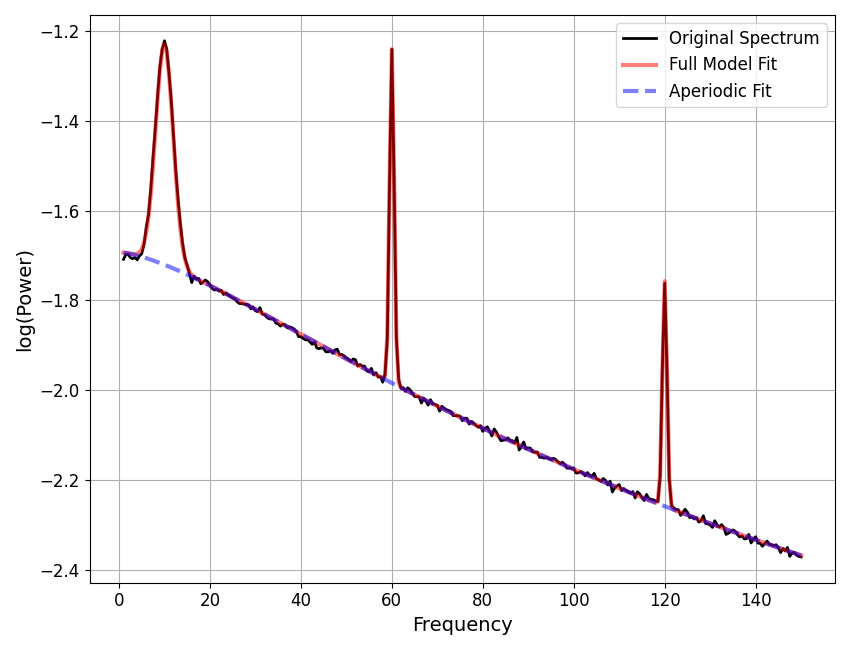 Original Spectrum
Full Model Fit
Aperiodic Fit
log(Power)
−1.2
−1.4
−1.6
−1.8
−2.0
−2.2
−2.4
0 20 40 60 80 100 120 140
Frequency